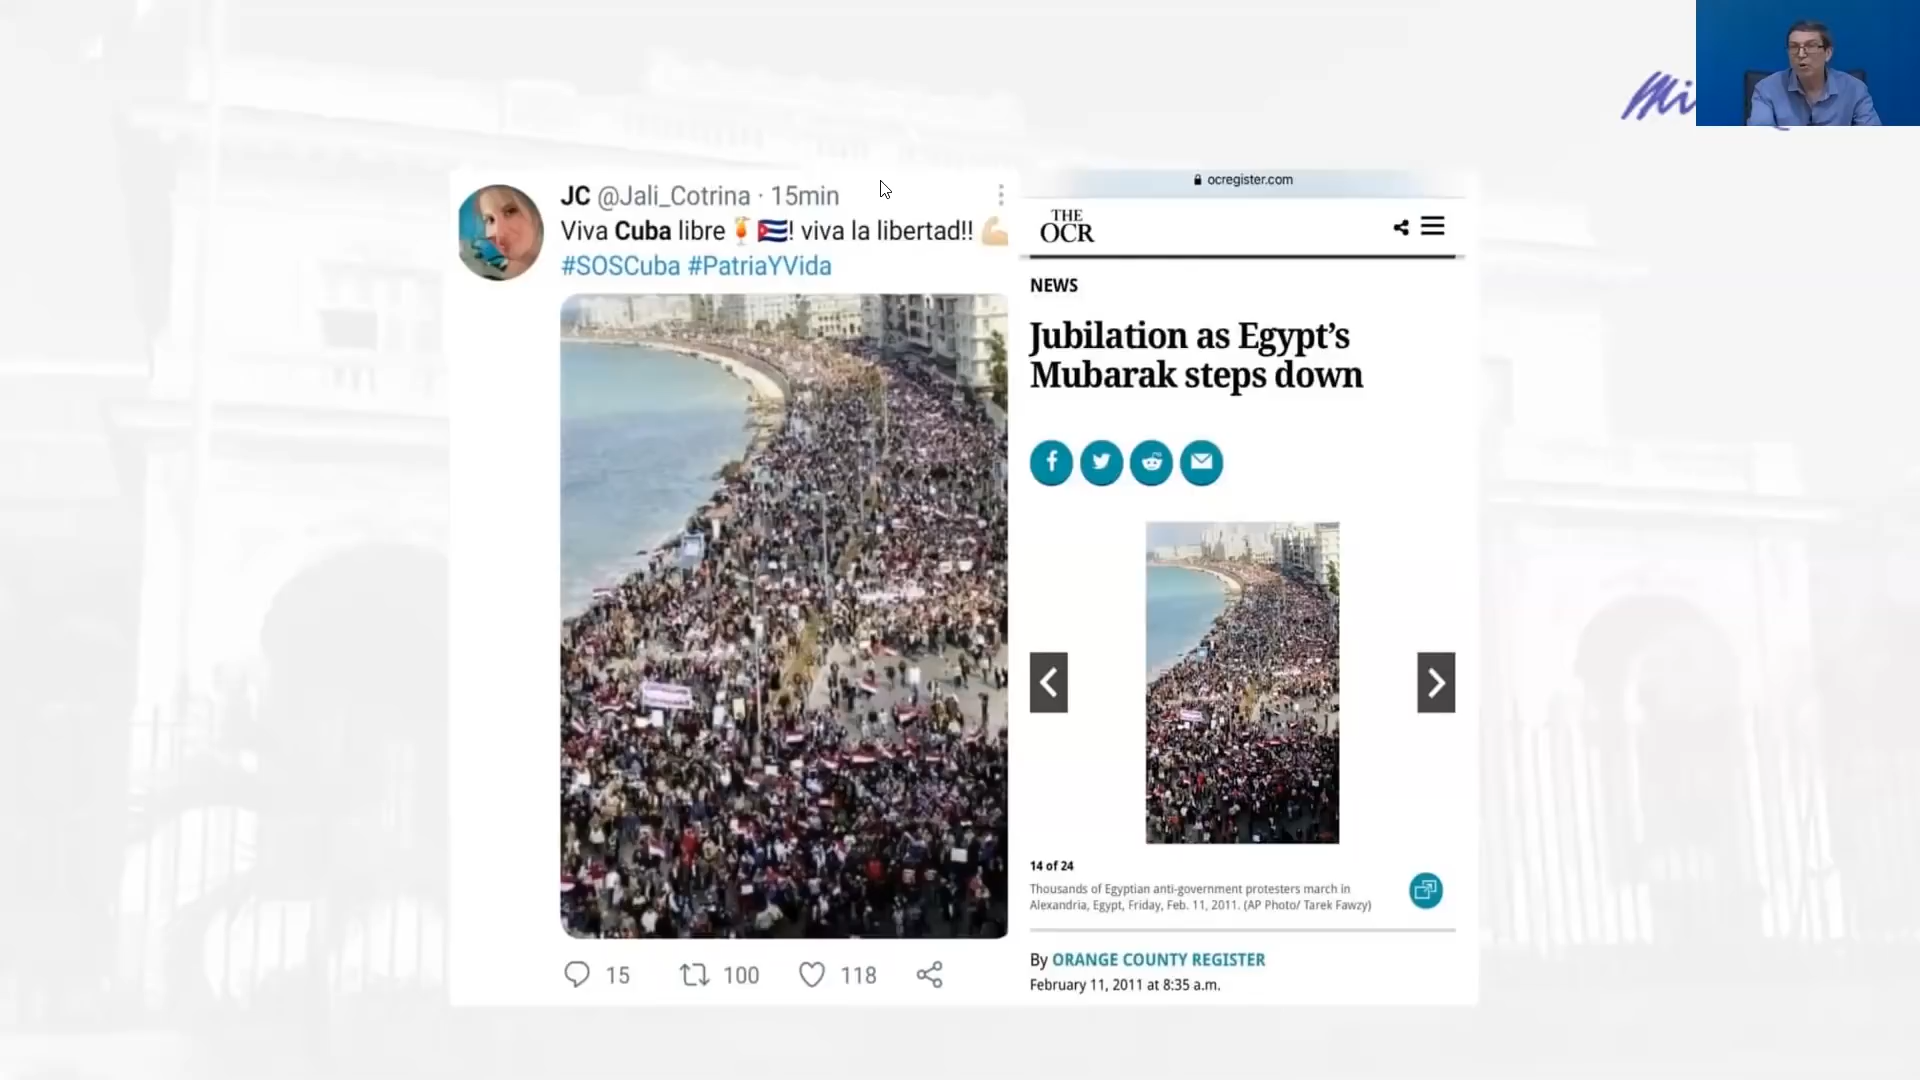 JC @Jali_Cotrina · 15min
Viva Cuba libre 🍹🇨🇺! viva la libertad!! 💪🏼
#SOSCuba #PatriaYVida
15 100 118
ocregister.com
THE
OCR
NEWS
Jubilation as Egypt’s
Mubarak steps down
14 of 24
Thousands of Egyptian anti-government protesters march in
Alexandria, Egypt, Friday, Feb. 11, 2011. (AP Photo/ Tarek Fawzy)
By ORANGE COUNTY REGISTER
February 11, 2011 at 8:35 a.m.